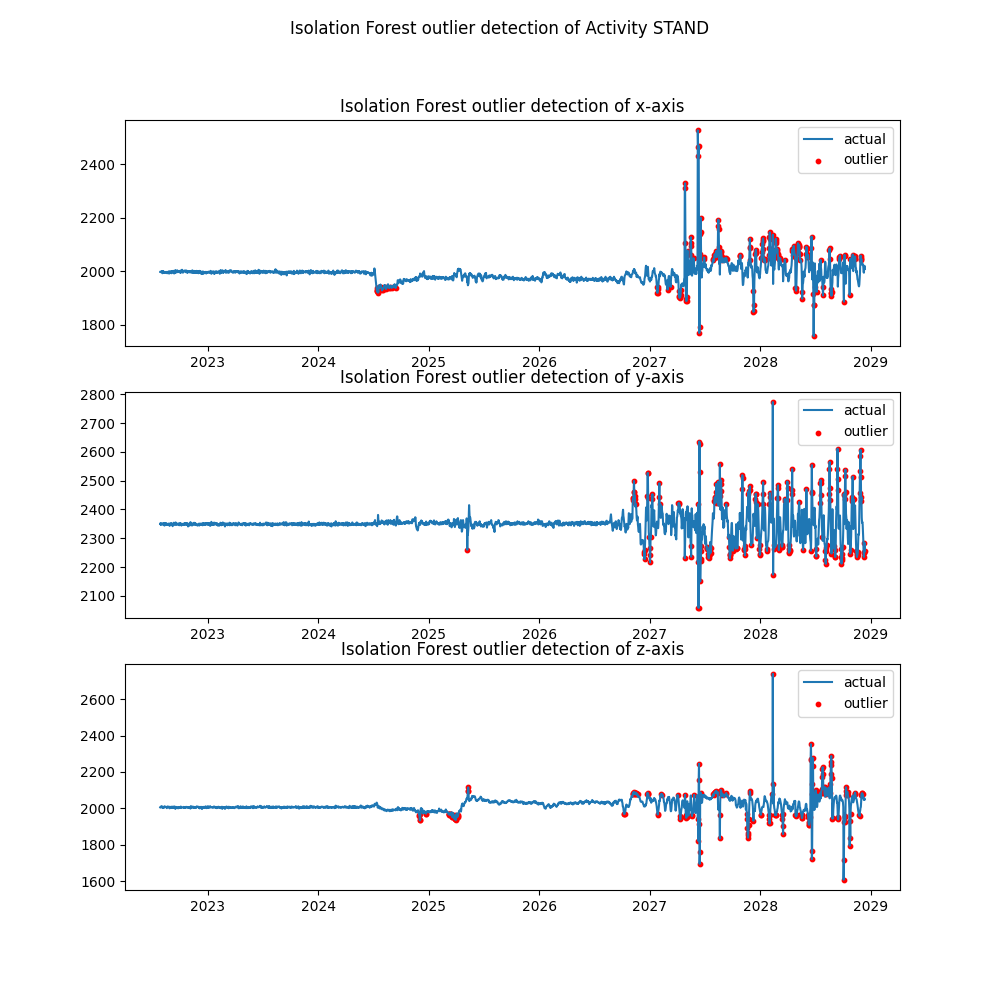 Isolation Forest outlier detection of Activity STAND
Isolation Forest outlier detection of x-axis
actual
outlier
2400
2200
2000
1800
2023 2024 2025 2026 2027 2028 2029
Isolation Forest outlier detection of y-axis
actual
outlier
2800
2700
2600
2500
2400
2300
2200
2100
2023 2024 2025 2026 2027 2028 2029
Isolation Forest outlier detection of z-axis
actual
outlier
2600
2400
2200
2000
1800
1600
2023 2024 2025 2026 2027 2028 2029